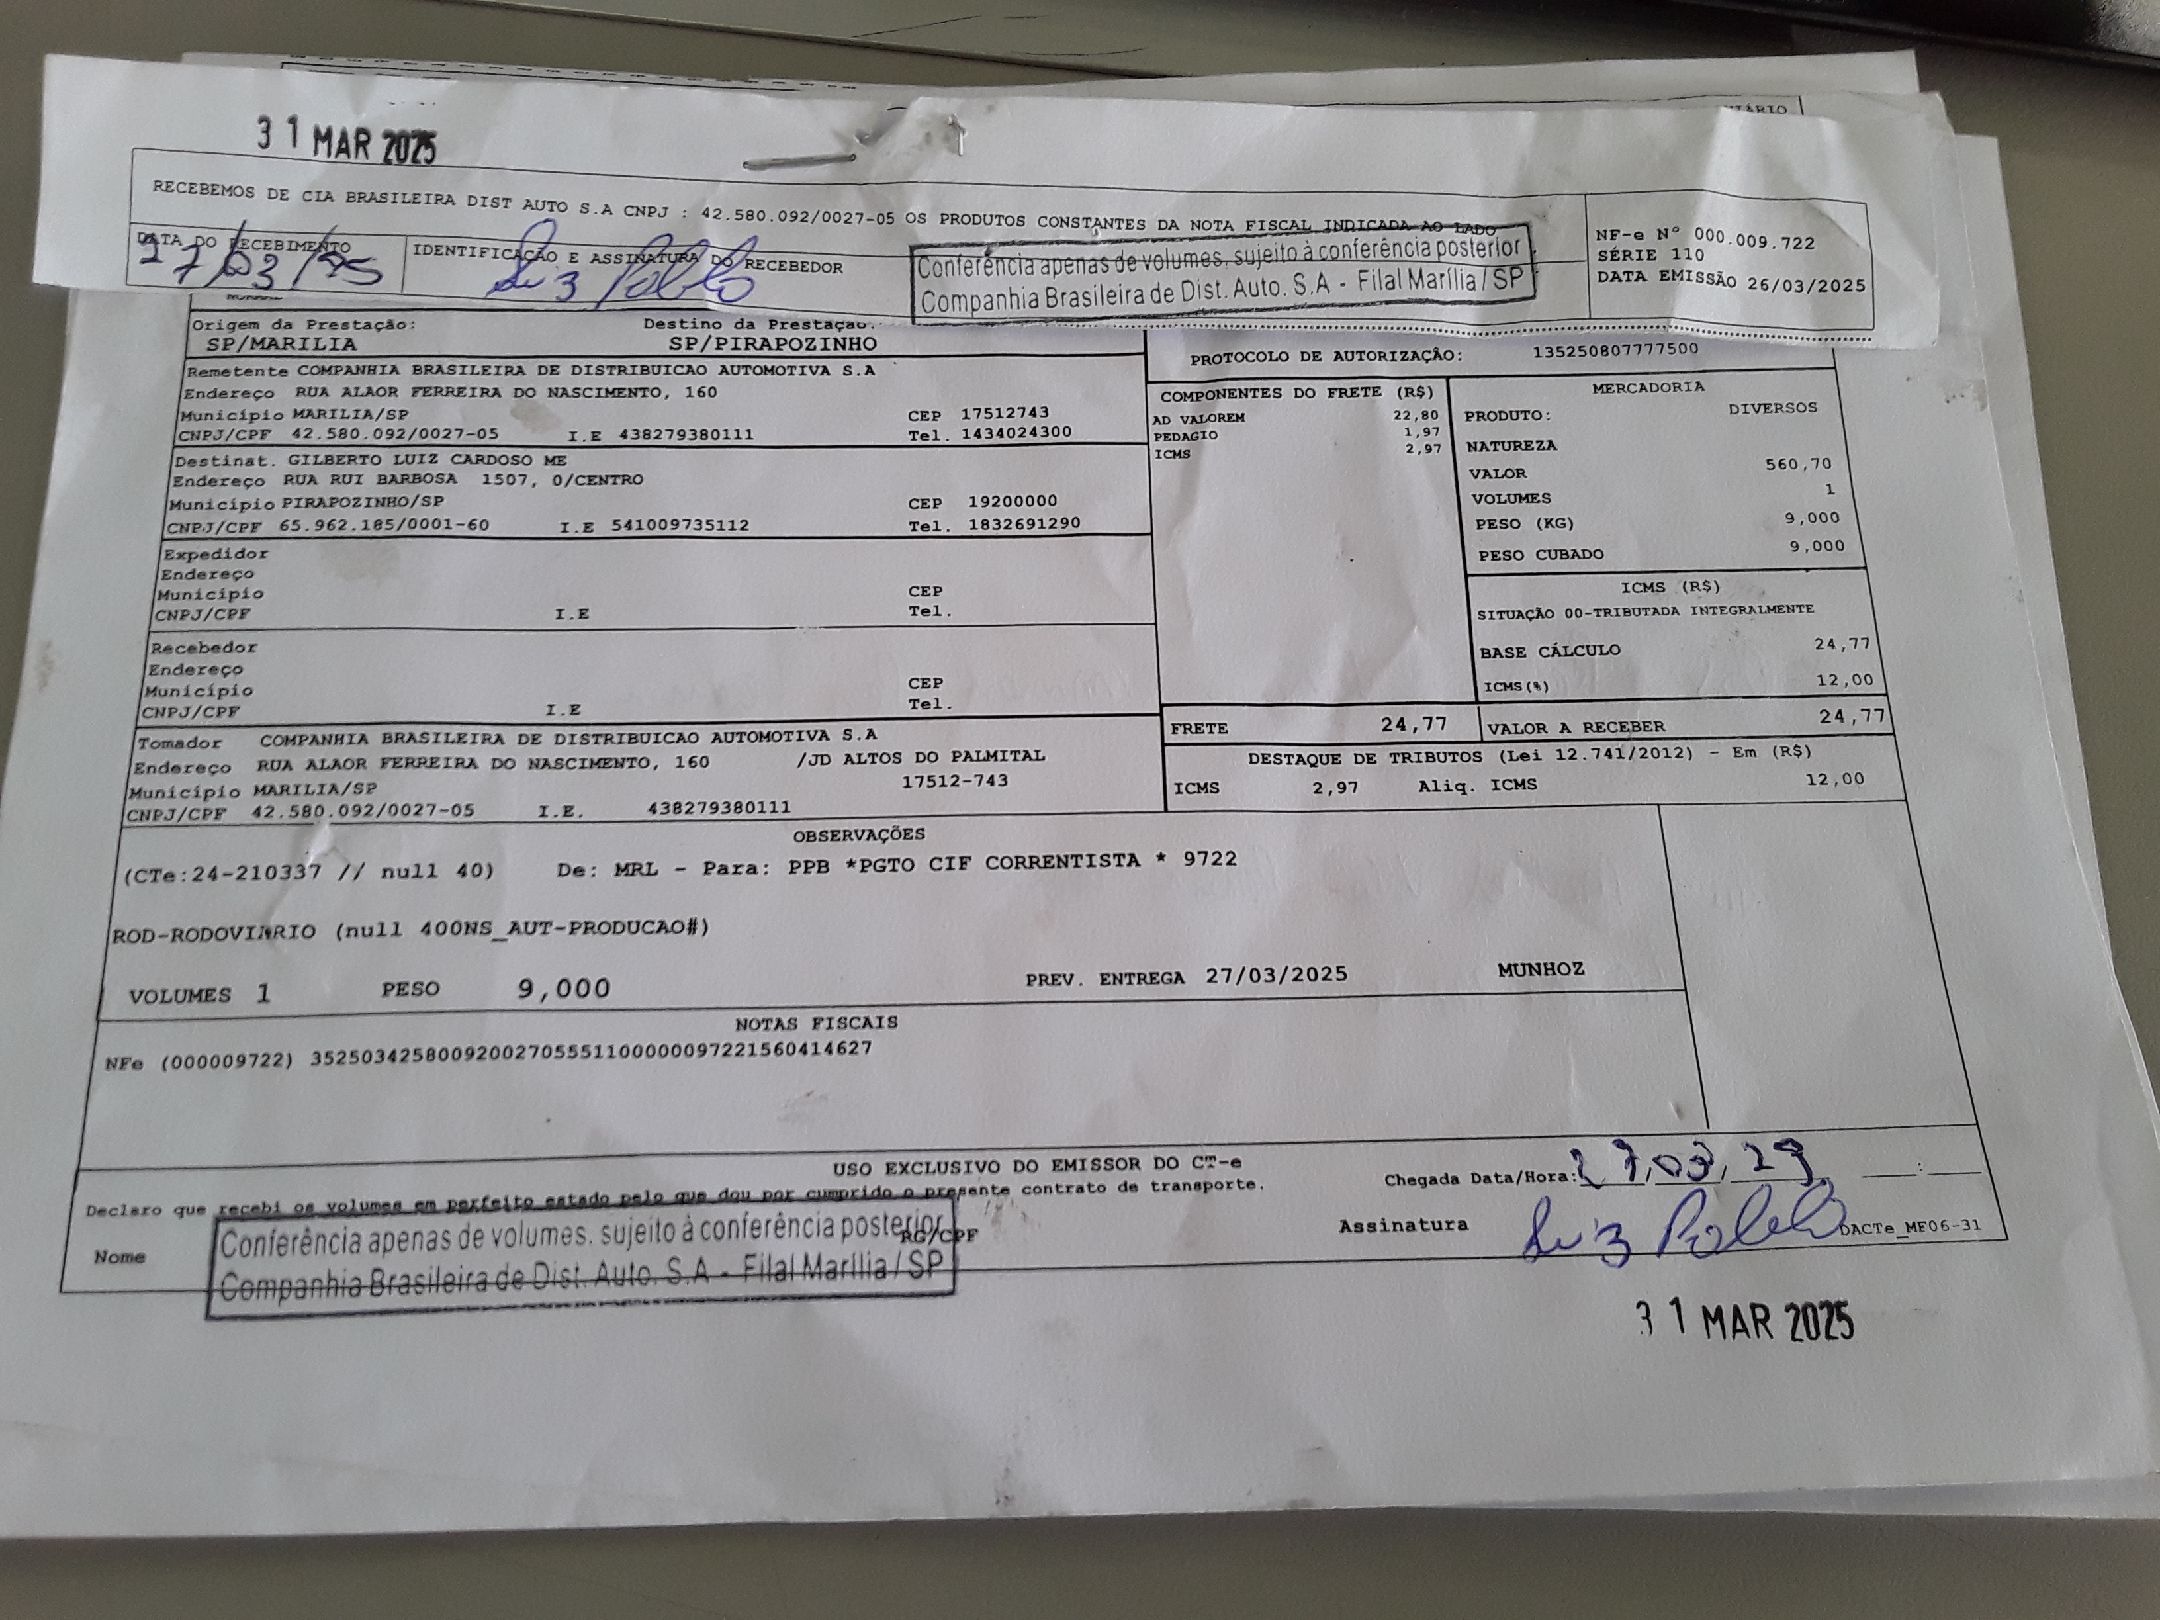 31 MAR 2025
RECEBEMOS DE CIA BRASILEIRA DIST AUTO S.A CNPJ : 42.580.092/0027-05 OS PRODUTOS CONSTANTES DA NOTA FISCAL INDICADA AO LADO
DATA DO RECEBIMENTO
27/03/25
IDENTIFICAÇÃO E ASSINATURA DO RECEBEDOR
Luiz Pablo
Conferência apenas de volumes, sujeito à conferência posterior
Companhia Brasileira de Dist. Auto. S.A - Filal Marília / SP
NF-e Nº 000.009.722
SÉRIE 110
DATA EMISSÃO 26/03/2025
Origem da Prestação: Destino da Prestação:
SP/MARILIA SP/PIRAPOZINHO
Remetente COMPANHIA BRASILEIRA DE DISTRIBUICAO AUTOMOTIVA S.A
Endereço RUA ALAOR FERREIRA DO NASCIMENTO, 160
Município MARILIA/SP CEP 17512743
CNPJ/CPF 42.580.092/0027-05 I.E 438279380111 Tel. 1434024300
Destinat. GILBERTO LUIZ CARDOSO ME
Endereço RUA RUI BARBOSA 1507, 0/CENTRO
Município PIRAPOZINHO/SP CEP 19200000
CNPJ/CPF 65.962.185/0001-60 I.E 541009735112 Tel. 1832691290
Expedidor
Endereço
Município CEP
CNPJ/CPF I.E Tel.
Recebedor
Endereço
Município CEP
CNPJ/CPF I.E Tel.
Tomador COMPANHIA BRASILEIRA DE DISTRIBUICAO AUTOMOTIVA S.A
Endereço RUA ALAOR FERREIRA DO NASCIMENTO, 160 /JD ALTOS DO PALMITAL
Município MARILIA/SP 17512-743
CNPJ/CPF 42.580.092/0027-05 I.E. 438279380111
PROTOCOLO DE AUTORIZAÇÃO: 135250807777500
COMPONENTES DO FRETE (R$)
AD VALOREM 22,80
PEDAGIO 1,97
ICMS 2,97
MERCADORIA
PRODUTO: DIVERSOS
NATUREZA
VALOR 560,70
VOLUMES 1
PESO (KG) 9,000
PESO CUBADO 9,000
ICMS (R$)
SITUAÇÃO 00-TRIBUTADA INTEGRALMENTE
BASE CÁLCULO 24,77
ICMS(%) 12,00
FRETE 24,77 VALOR A RECEBER 24,77
DESTAQUE DE TRIBUTOS (Lei 12.741/2012) - Em (R$)
ICMS 2,97 Aliq. ICMS 12,00
OBSERVAÇÕES
(CTe:24-210337 // null 40) De: MRL - Para: PPB *PGTO CIF CORRENTISTA * 9722
ROD-RODOVIARIO (null 400NS_AUT-PRODUCAO#)
VOLUMES 1 PESO 9,000 PREV. ENTREGA 27/03/2025 MUNHOZ
NOTAS FISCAIS
NFe (000009722) 35250342580092002705551100000097221560414627
USO EXCLUSIVO DO EMISSOR DO CT-e
Declaro que recebi os volumes em perfeito estado pelo que dou por cumprido o presente contrato de transporte.
Chegada Data/Hora: 27,03,25 :
Nome RG/CPF
Conferência apenas de volumes, sujeito à conferência posterior
Companhia Brasileira de Dist. Auto. S.A - Filal Marília / SP
Assinatura Luiz Pablo DACTe_MF06-31
31 MAR 2025